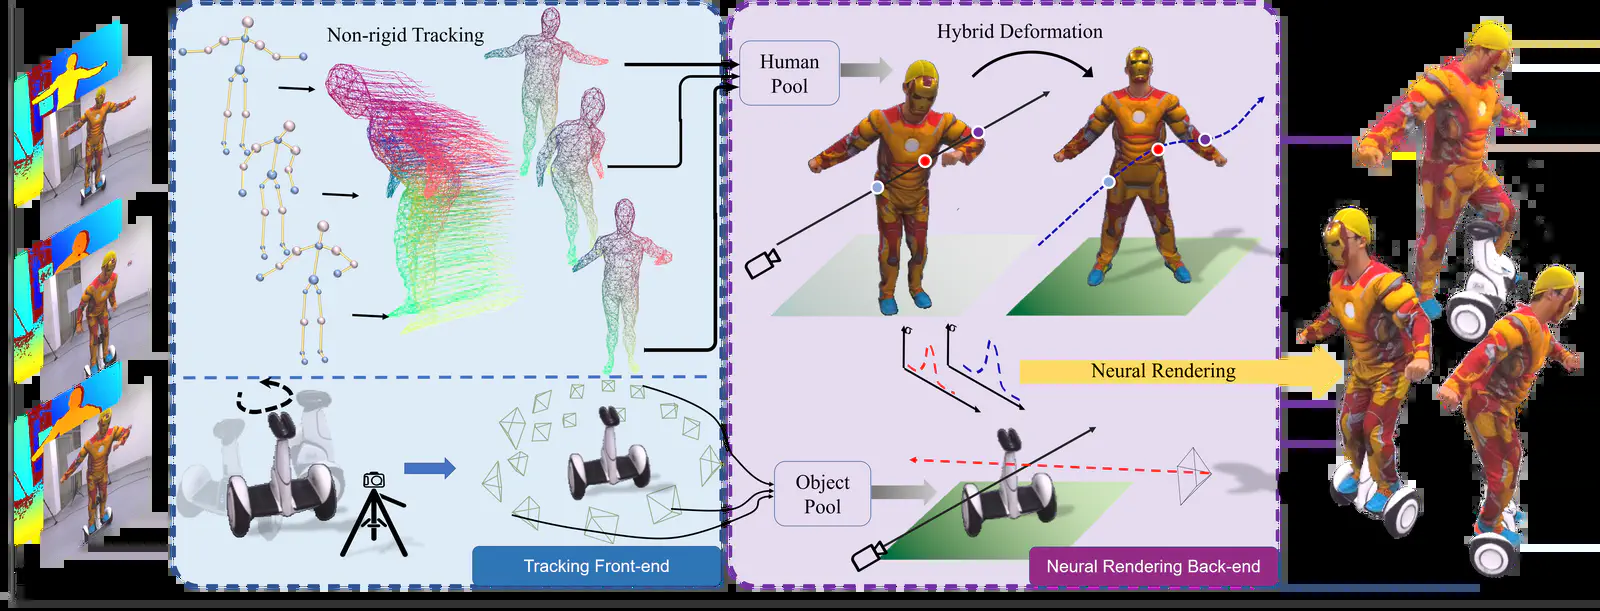 Non-rigid Tracking
Human
Pool
Hybrid Deformation
Neural Rendering
Object
Pool
Tracking Front-end
Neural Rendering Back-end